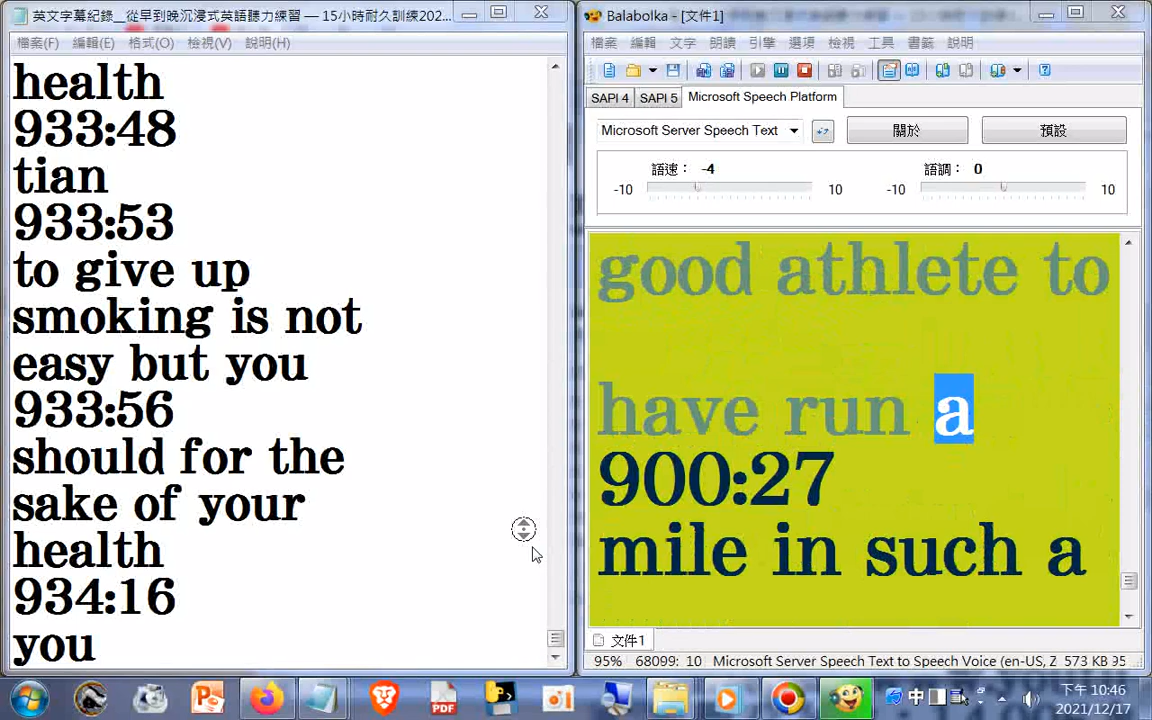 英文字幕紀錄__從早到晚沉浸式英語聽力練習 — 15小時耐久訓練202...
檔案(F) 編輯(E) 格式(O) 檢視(V) 說明(H)
health
933:48
tian
933:53
to give up
smoking is not
easy but you
933:56
should for the
sake of your
health
934:16
you
Balabolka - [文件1]
檔案 編輯 文字 朗讀 引擎 選項 檢視 工具 書籤 說明
SAPI 4 SAPI 5 Microsoft Speech Platform
Microsoft Server Speech Text 關於 預設
語速： -4 語調： 0
-10 10 -10 10
good athlete to
have run a
900:27
mile in such a
文件1
95% 68099: 10 Microsoft Server Speech Text to Speech Voice (en-US, Z 573 KB 95
PDF
中
下午 10:46
2021/12/17